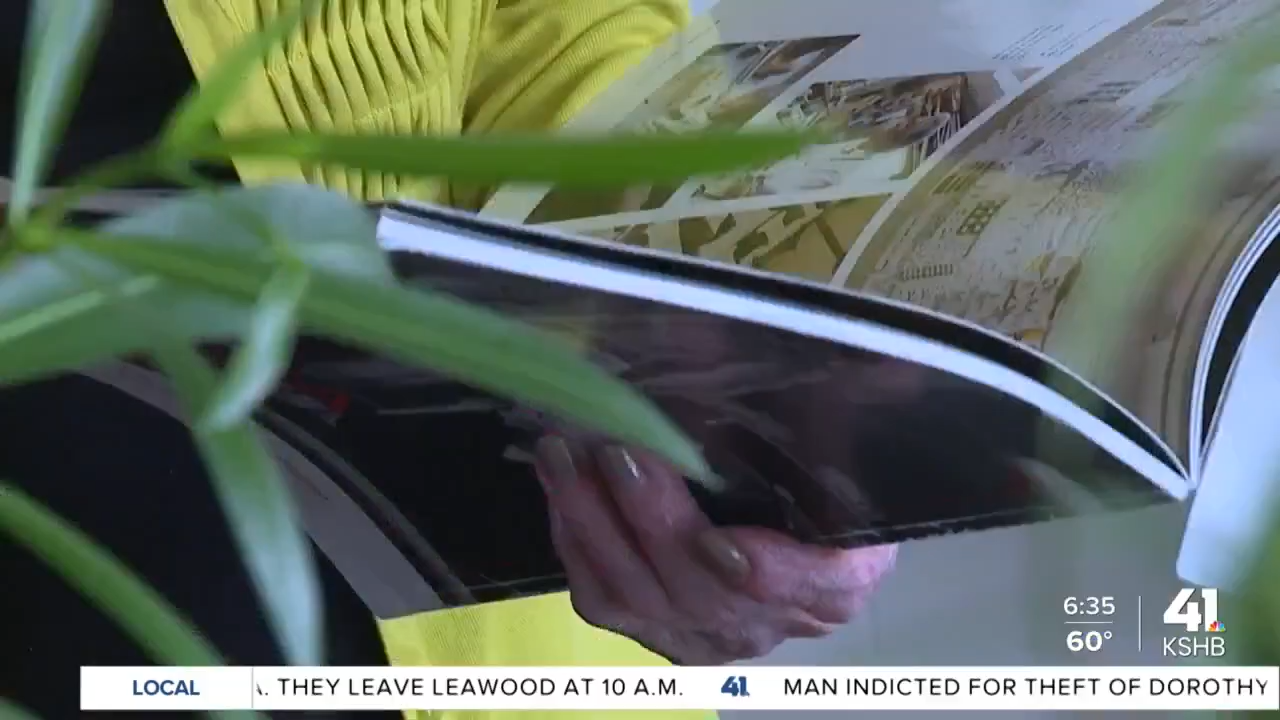 6:35
60°
41
KSHB
LOCAL
. THEY LEAVE LEAWOOD AT 10 A.M. 41 MAN INDICTED FOR THEFT OF DOROTHY